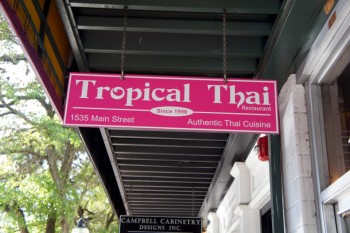 Tropical Thai
Restaurant
Since 1996
1535 Main Street
Authentic Thai Cuisine
CAMPBELL CABINETRY
DESIGNS INC.